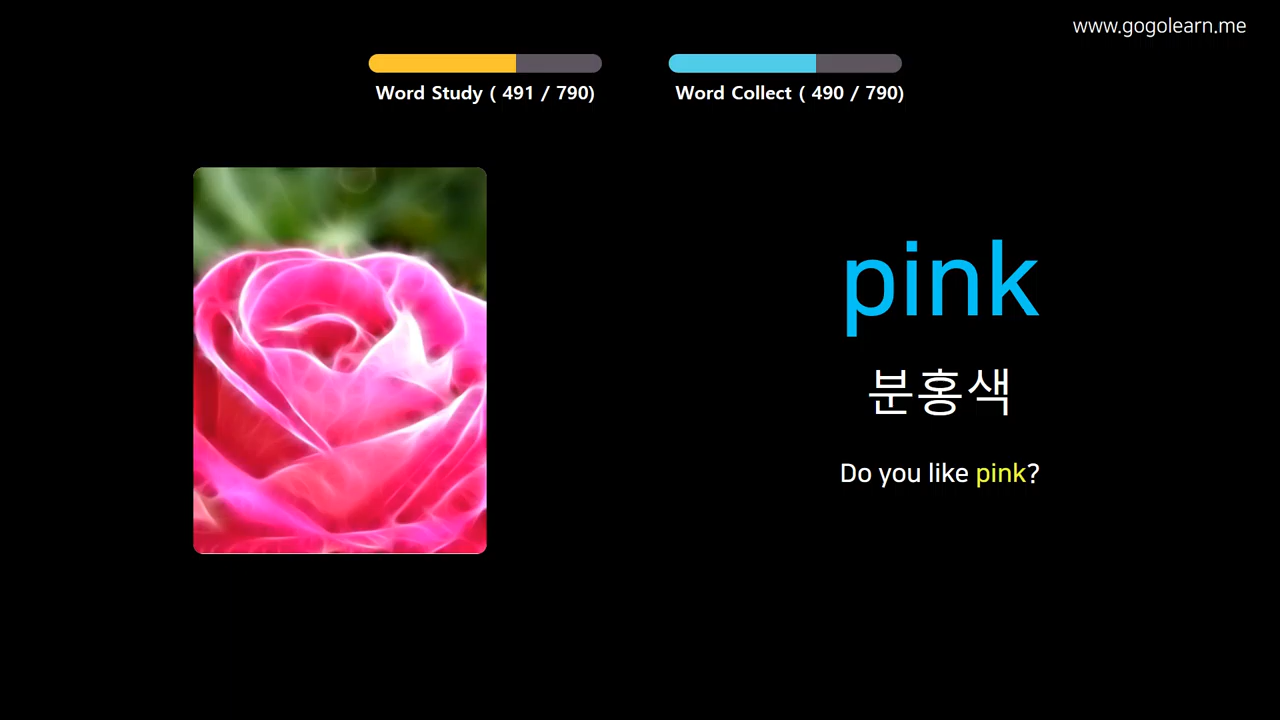 www.gogolearn.me
Word Study ( 491 / 790)
Word Collect ( 490 / 790)
pink
분홍색
Do you like pink?